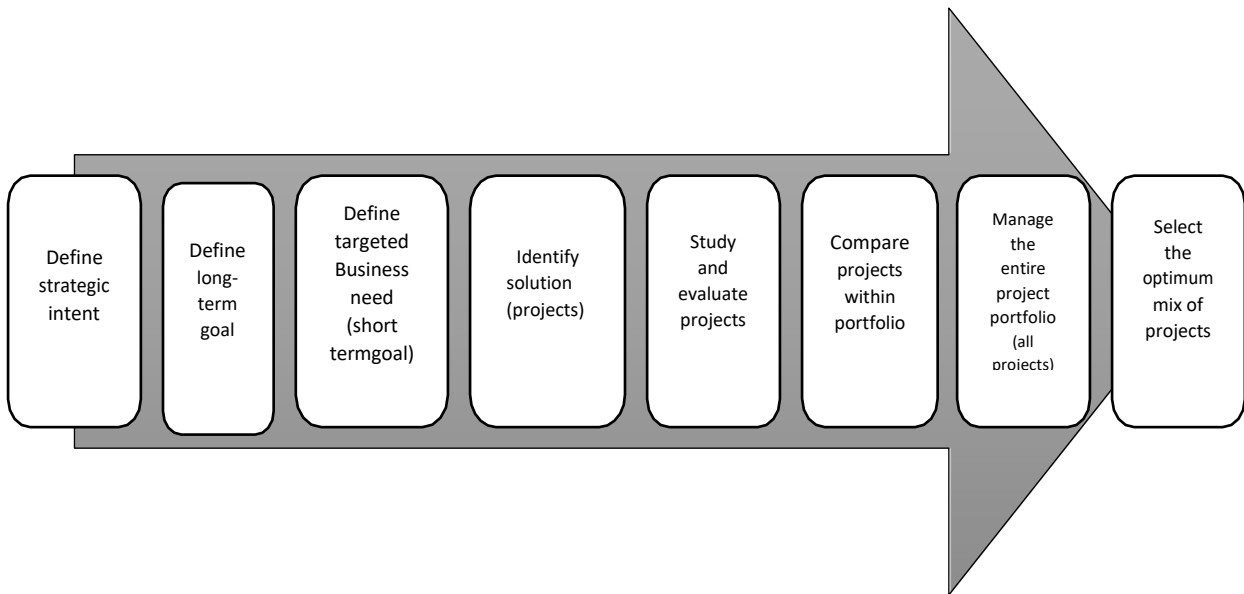 Define
strategic
intent
Define
long-
term
goal
Define
targeted
Business
need
(short
termgoal)
Identify
solution
(projects)
Study
and
evaluate
projects
Compare
projects
within
portfolio
Manage
the
entire
project
portfolio
(all
projects)
Select
the
optimum
mix of
projects